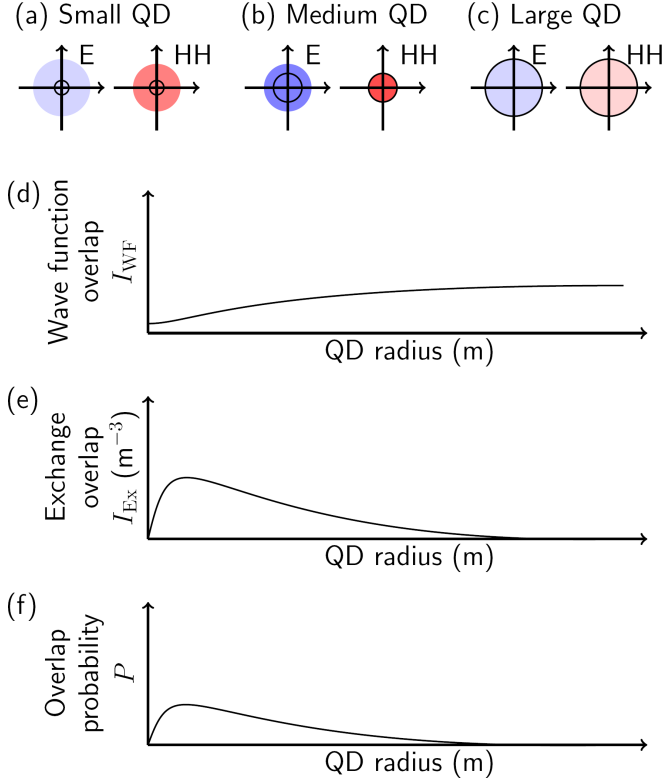 (a) Small QD
E
HH
(b) Medium QD
E
HH
(c) Large QD
E
HH
(d)
Wave function
overlap
I_WF
QD radius (m)
(e)
Exchange
overlap
I_Ex (m⁻³)
QD radius (m)
(f)
Overlap
probability
P
QD radius (m)